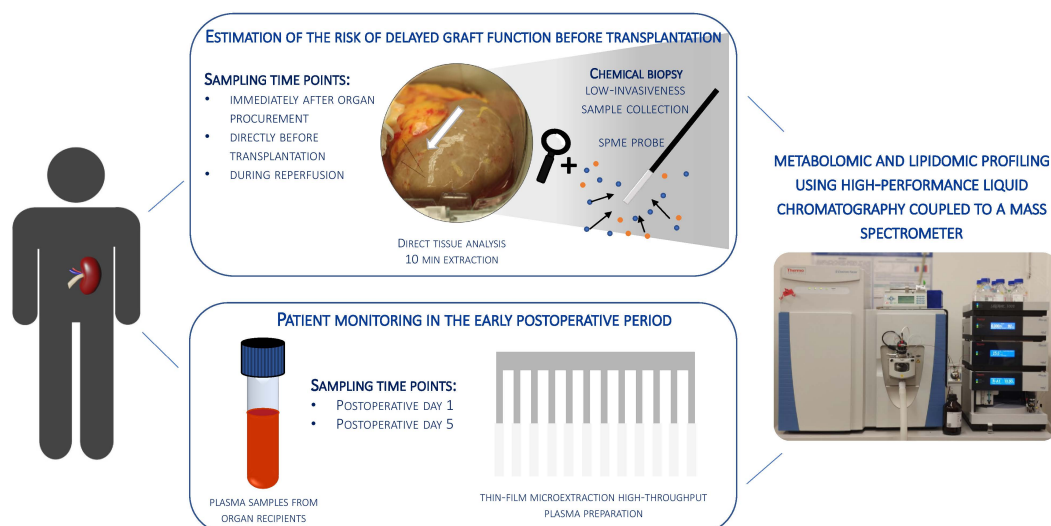 ESTIMATION OF THE RISK OF DELAYED GRAFT FUNCTION BEFORE TRANSPLANTATION
SAMPLING TIME POINTS:
• IMMEDIATELY AFTER ORGAN
PROCUREMENT
• DIRECTLY BEFORE
TRANSPLANTATION
• DURING REPERFUSION
DIRECT TISSUE ANALYSIS
10 MIN EXTRACTION
CHEMICAL BIOPSY
LOW-INVASIVENESS
SAMPLE COLLECTION
SPME PROBE
+
PATIENT MONITORING IN THE EARLY POSTOPERATIVE PERIOD
PLASMA SAMPLES FROM
ORGAN RECIPIENTS
SAMPLING TIME POINTS:
• POSTOPERATIVE DAY 1
• POSTOPERATIVE DAY 5
THIN-FILM MICROEXTRACTION HIGH-THROUGHPUT
PLASMA PREPARATION
METABOLOMIC AND LIPIDOMIC PROFILING
USING HIGH-PERFORMANCE LIQUID
CHROMATOGRAPHY COUPLED TO A MASS
SPECTROMETER